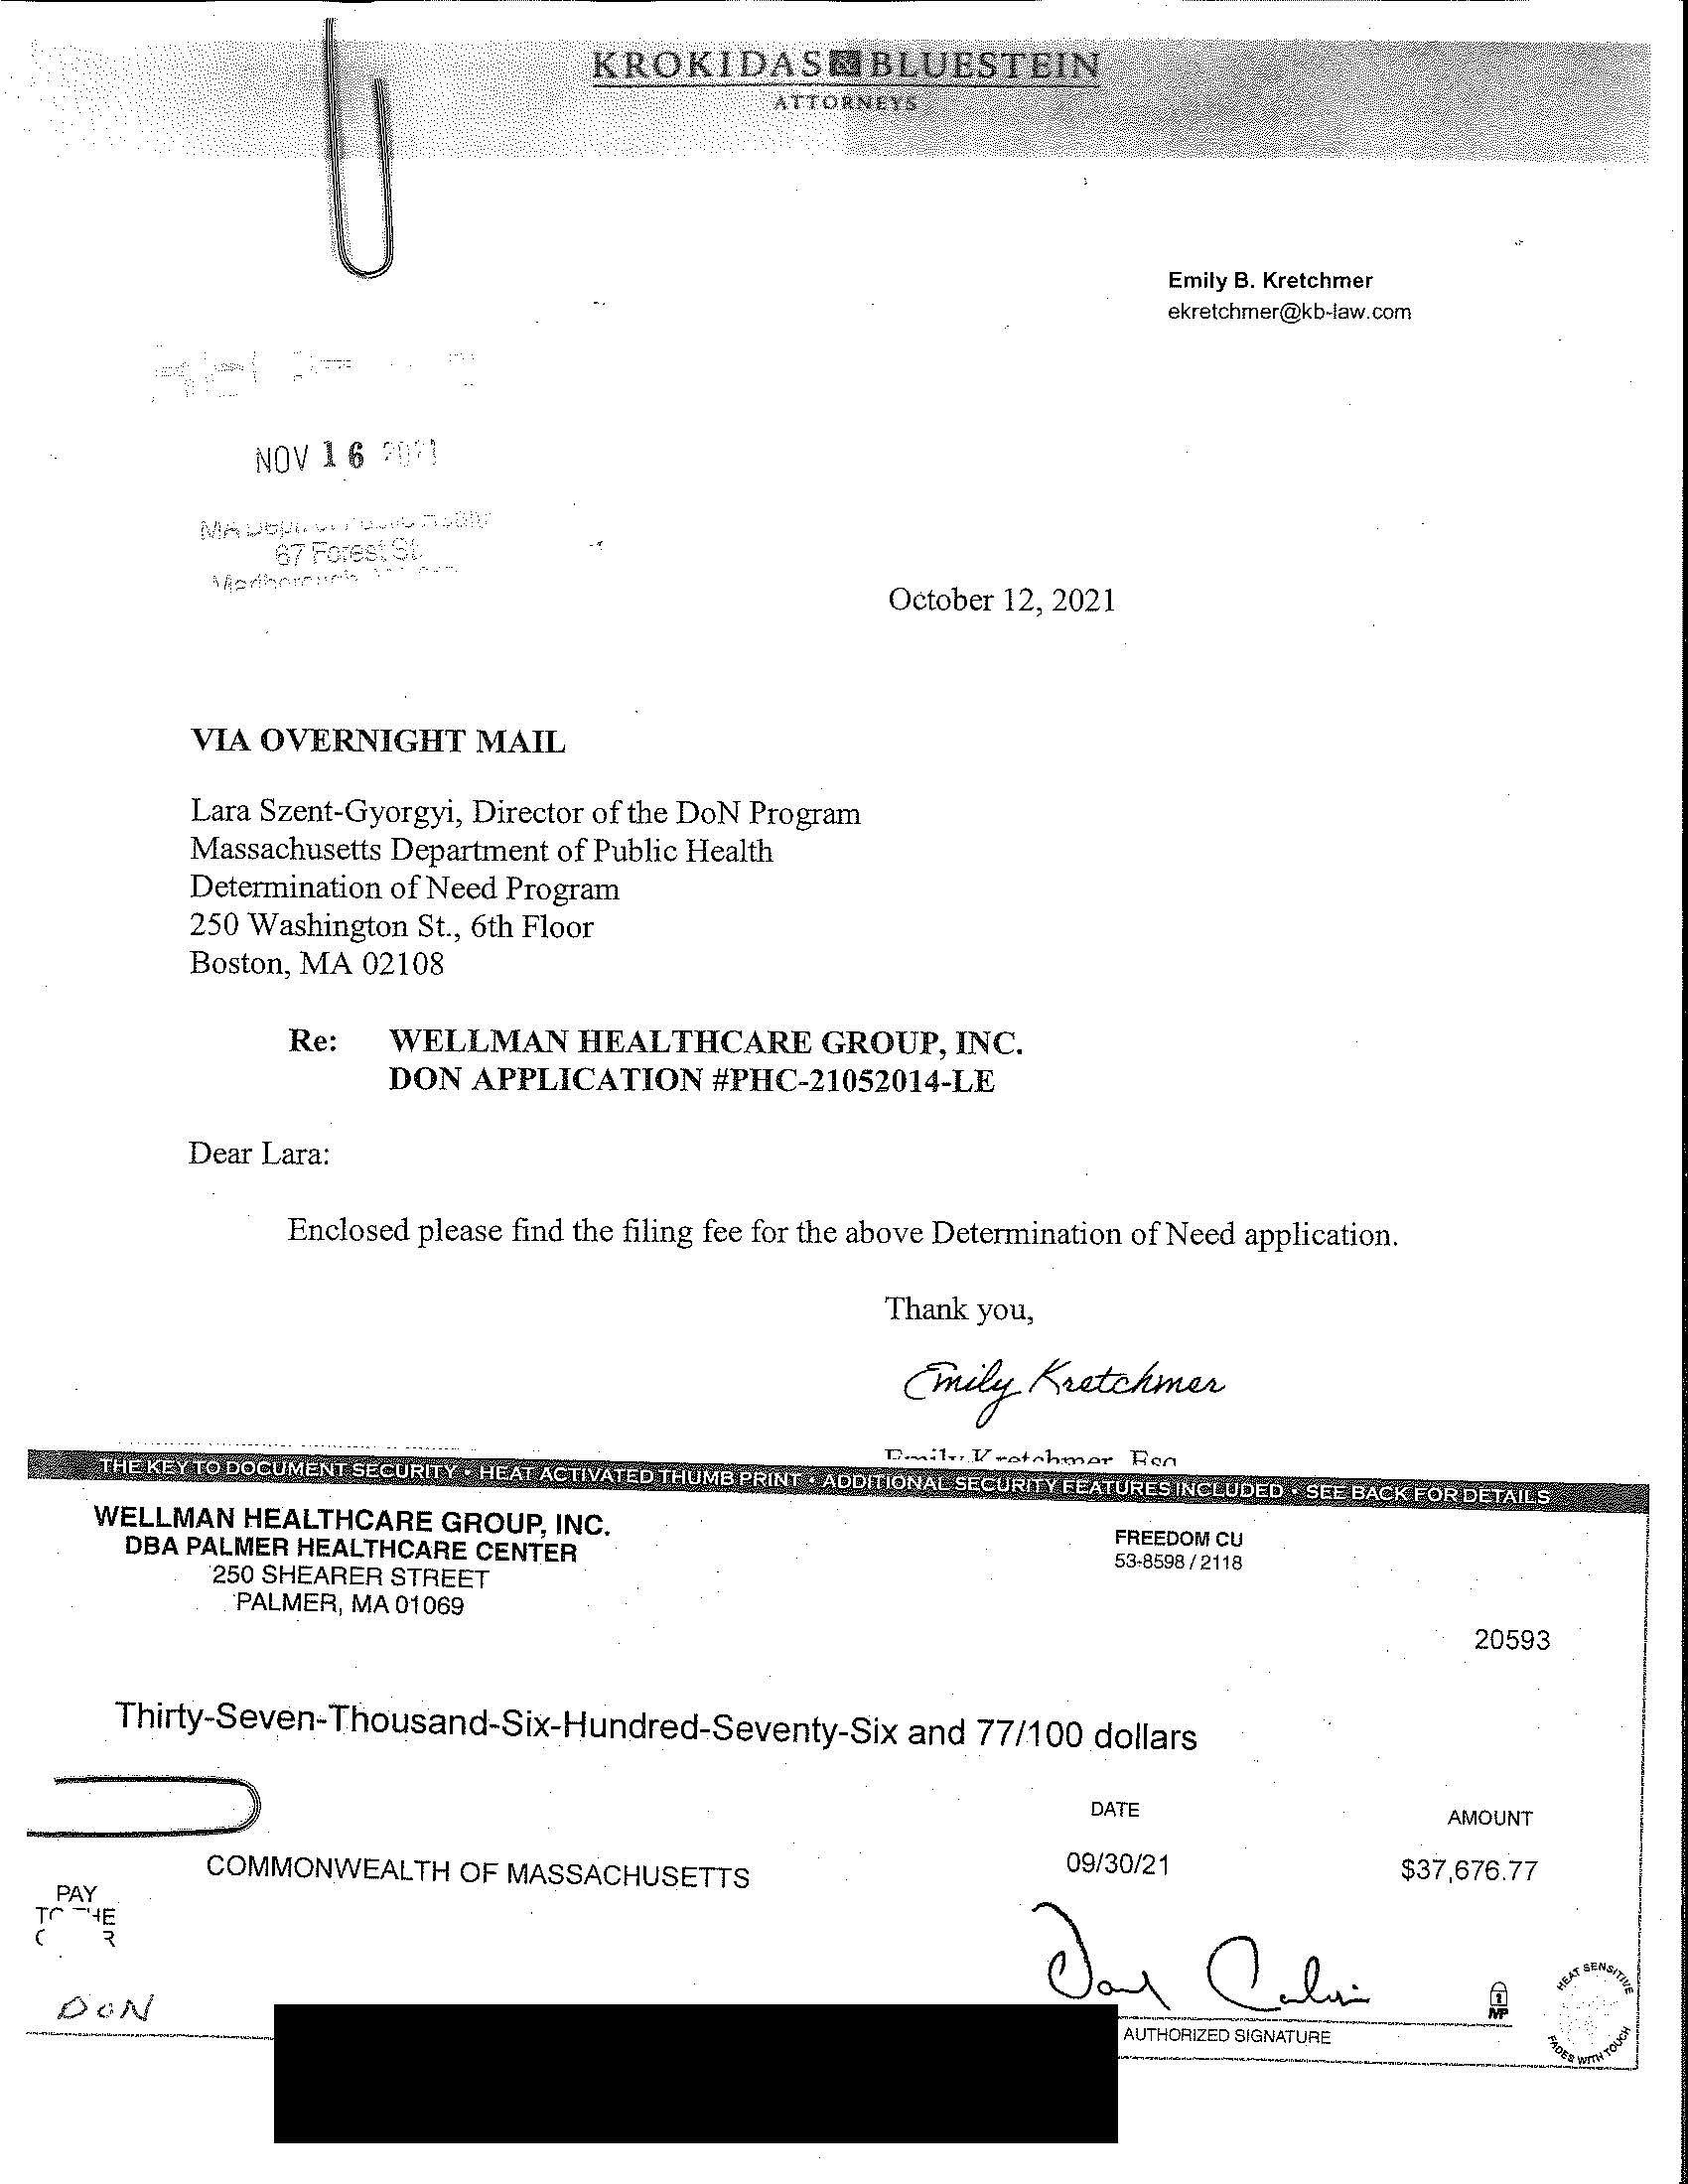 KROKIDAS & BLUESTEIN
ATTORNEYS
Emily B. Kretchmer
ekretchmer@kb-law.com
NOV 16 2021
67 Forest St.
October 12, 2021
VIA OVERNIGHT MAIL
Lara Szent-Gyorgyi, Director of the DoN Program
Massachusetts Department of Public Health
Determination of Need Program
250 Washington St., 6th Floor
Boston, MA 02108
Re: WELLMAN HEALTHCARE GROUP, INC.
DON APPLICATION #PHC-21052014-LE
Dear Lara:
Enclosed please find the filing fee for the above Determination of Need application.
Thank you,
Emily Kretchmer
Emily Kretchmer, Esq
THE KEY TO DOCUMENT SECURITY • HEAT ACTIVATED THUMB PRINT • ADDITIONAL SECURITY FEATURES INCLUDED • SEE BACK FOR DETAILS
WELLMAN HEALTHCARE GROUP, INC.
DBA PALMER HEALTHCARE CENTER
250 SHEARER STREET
PALMER, MA 01069
FREEDOM CU
53-8598 / 2118
20593
Thirty-Seven-Thousand-Six-Hundred-Seventy-Six and 77/100 dollars
DATE
AMOUNT
COMMONWEALTH OF MASSACHUSETTS
09/30/21
$37,676.77
PAY
DON
AUTHORIZED SIGNATURE
MP
HEAT SENSITIVE
FADES WITH TOUCH